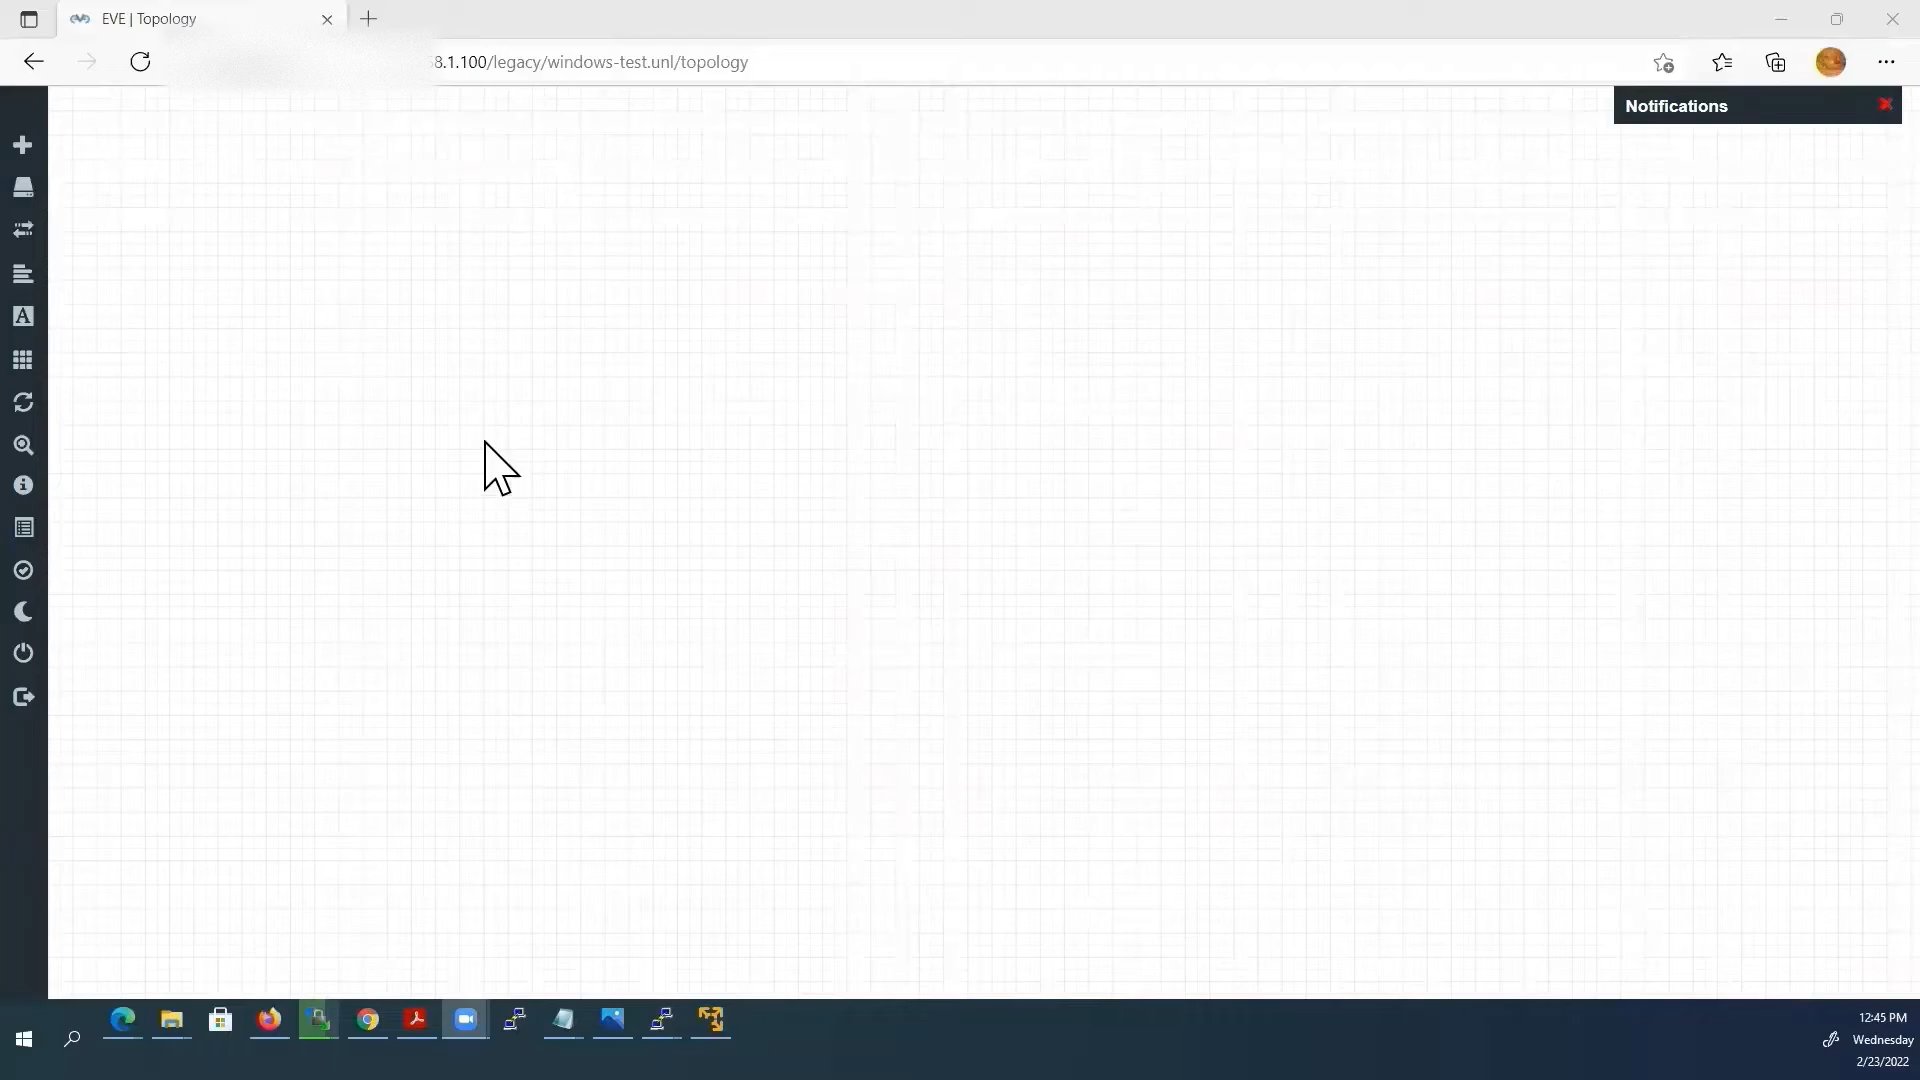 EVE | Topology
8.1.100/legacy/windows-test.unl/topology
Notifications
A
12:45 PM
Wednesday
2/23/2022